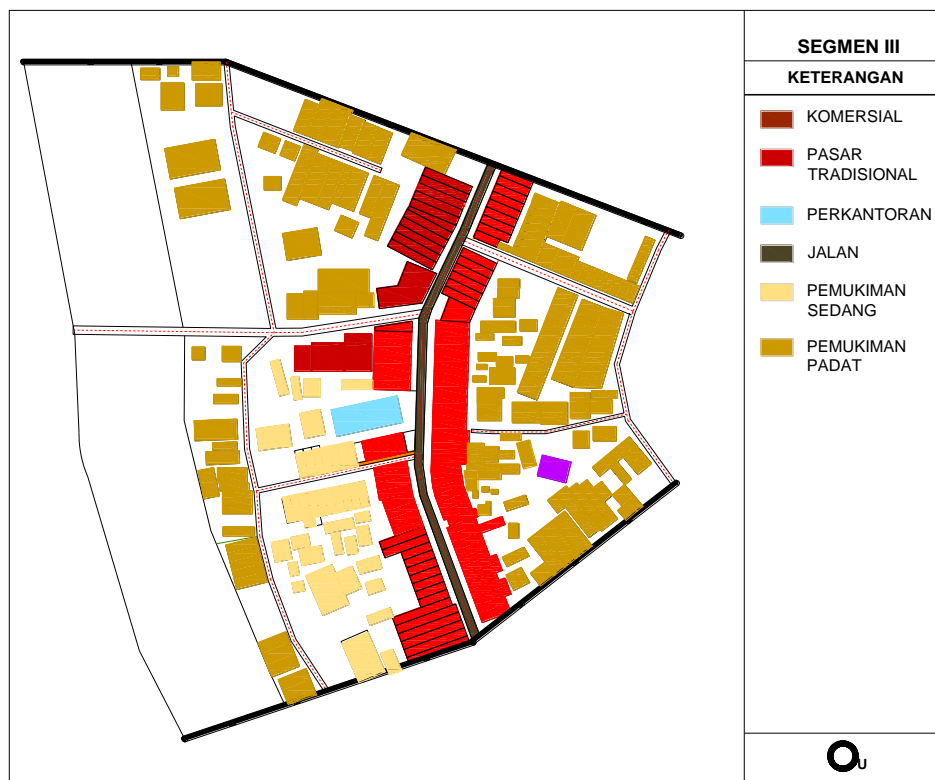 SEGMEN III
KETERANGAN
KOMERSIAL
PASAR
TRADISIONAL
PERKANTORAN
JALAN
PEMUKIMAN
SEDANG
PEMUKIMAN
PADAT
U